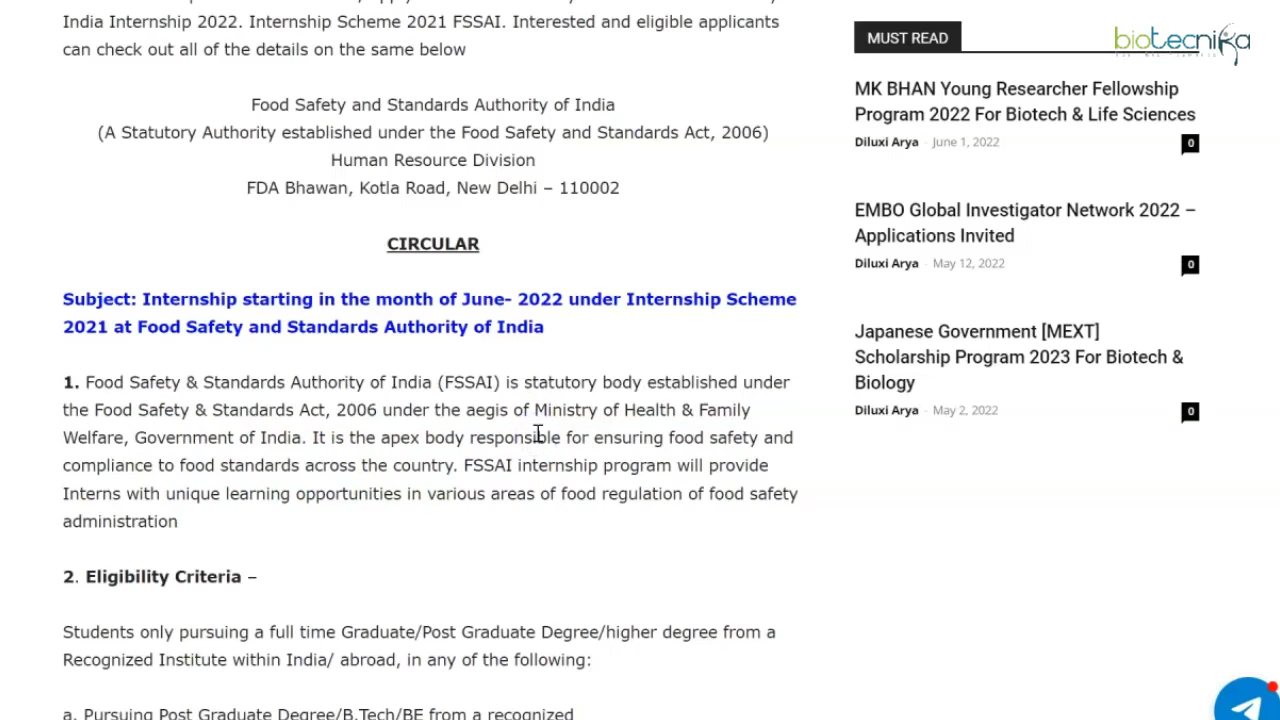 India Internship 2022. Internship Scheme 2021 FSSAI. Interested and eligible applicants
can check out all of the details on the same below
Food Safety and Standards Authority of India
(A Statutory Authority established under the Food Safety and Standards Act, 2006)
Human Resource Division
FDA Bhawan, Kotla Road, New Delhi – 110002
CIRCULAR
Subject: Internship starting in the month of June- 2022 under Internship Scheme
2021 at Food Safety and Standards Authority of India
1. Food Safety & Standards Authority of India (FSSAI) is statutory body established under
the Food Safety & Standards Act, 2006 under the aegis of Ministry of Health & Family
Welfare, Government of India. It is the apex body responsible for ensuring food safety and
compliance to food standards across the country. FSSAI internship program will provide
Interns with unique learning opportunities in various areas of food regulation of food safety
administration
2. Eligibility Criteria –
Students only pursuing a full time Graduate/Post Graduate Degree/higher degree from a
Recognized Institute within India/ abroad, in any of the following:
a. Pursuing Post Graduate Degree/B.Tech/BE from a recognized
MUST READ
biotecnika
MK BHAN Young Researcher Fellowship
Program 2022 For Biotech & Life Sciences
Diluxi Arya - June 1, 2022 0
EMBO Global Investigator Network 2022 –
Applications Invited
Diluxi Arya - May 12, 2022 0
Japanese Government [MEXT]
Scholarship Program 2023 For Biotech &
Biology
Diluxi Arya - May 2, 2022 0